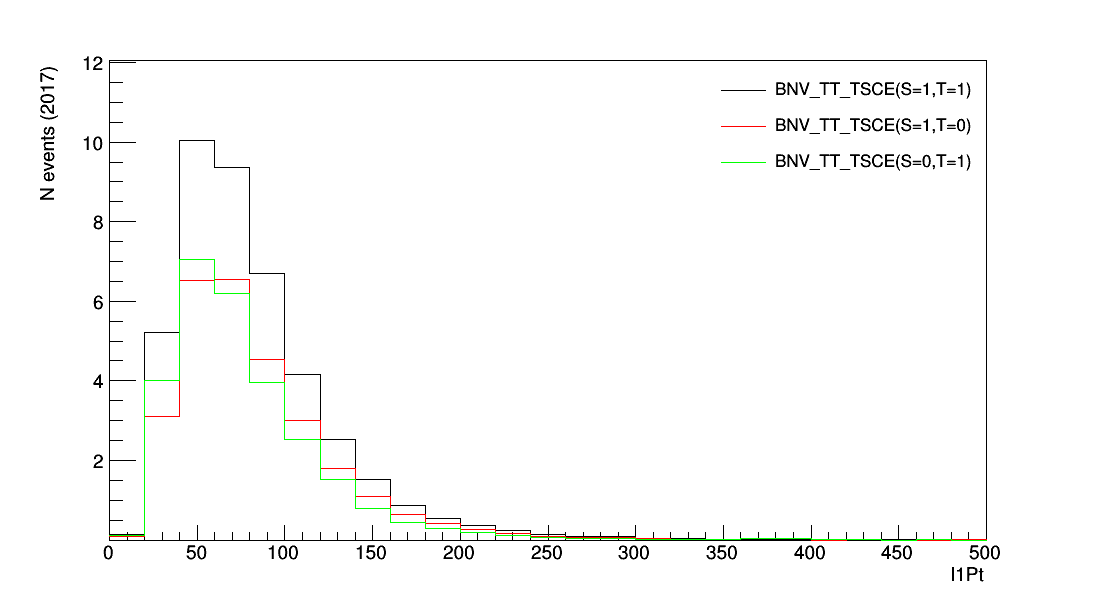 N events (2017)
12
10
8
6
4
2
BNV_TT_TSCE(S=1,T=1)
BNV_TT_TSCE(S=1,T=0)
BNV_TT_TSCE(S=0,T=1)
0 50 100 150 200 250 300 350 400 450 500
l1Pt